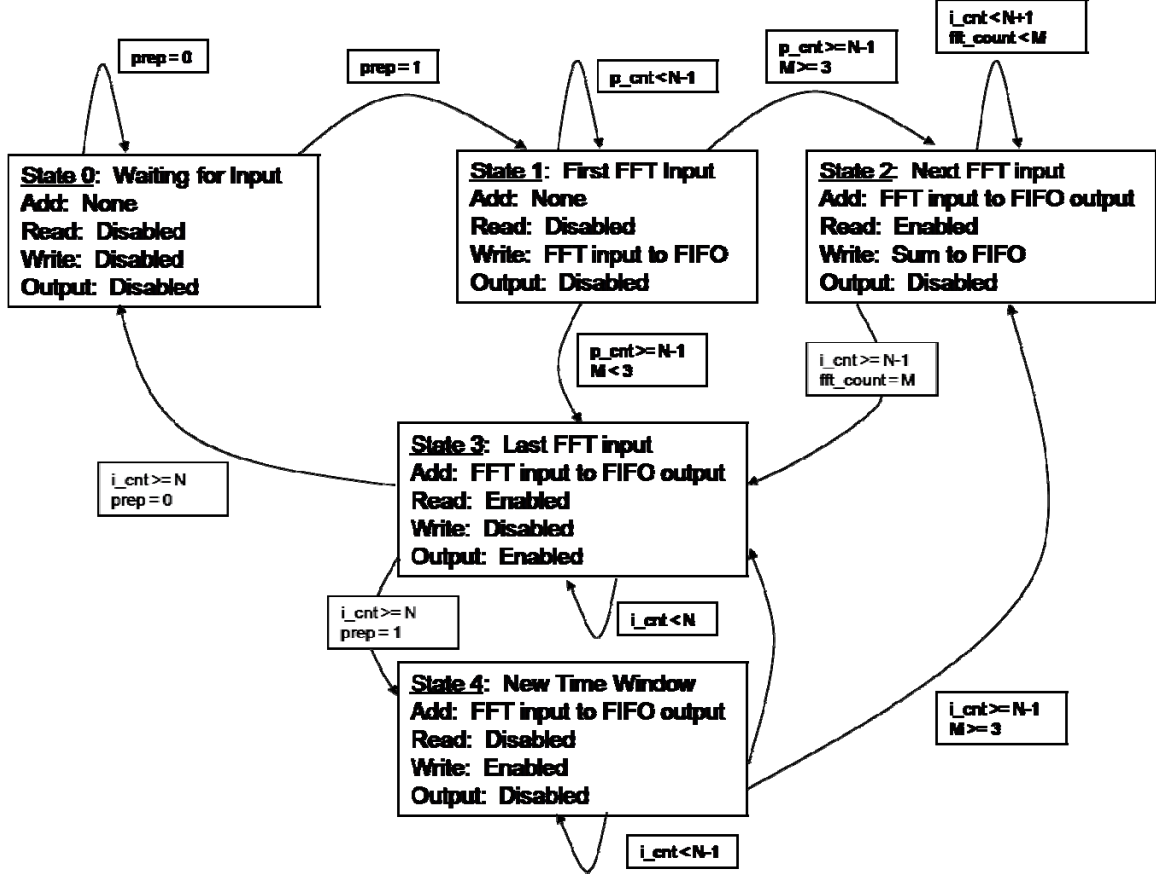 prep = 0
prep = 1
p_cnt < N-1
p_cnt >= N-1
M >= 3
i_cnt < N+1
fft_count < M
State 0: Waiting for Input
Add: None
Read: Disabled
Write: Disabled
Output: Disabled
State 1: First FFT Input
Add: None
Read: Disabled
Write: FFT input to FIFO
Output: Disabled
State 2: Next FFT input
Add: FFT input to FIFO output
Read: Enabled
Write: Sum to FIFO
Output: Disabled
p_cnt >= N-1
M < 3
i_cnt >= N-1
fft_count = M
State 3: Last FFT input
Add: FFT input to FIFO output
Read: Enabled
Write: Disabled
Output: Enabled
i_cnt >= N
prep = 0
i_cnt >= N
prep = 1
i_cnt < N
State 4: New Time Window
Add: FFT input to FIFO output
Read: Disabled
Write: Enabled
Output: Disabled
i_cnt >= N-1
M >= 3
i_cnt < N-1